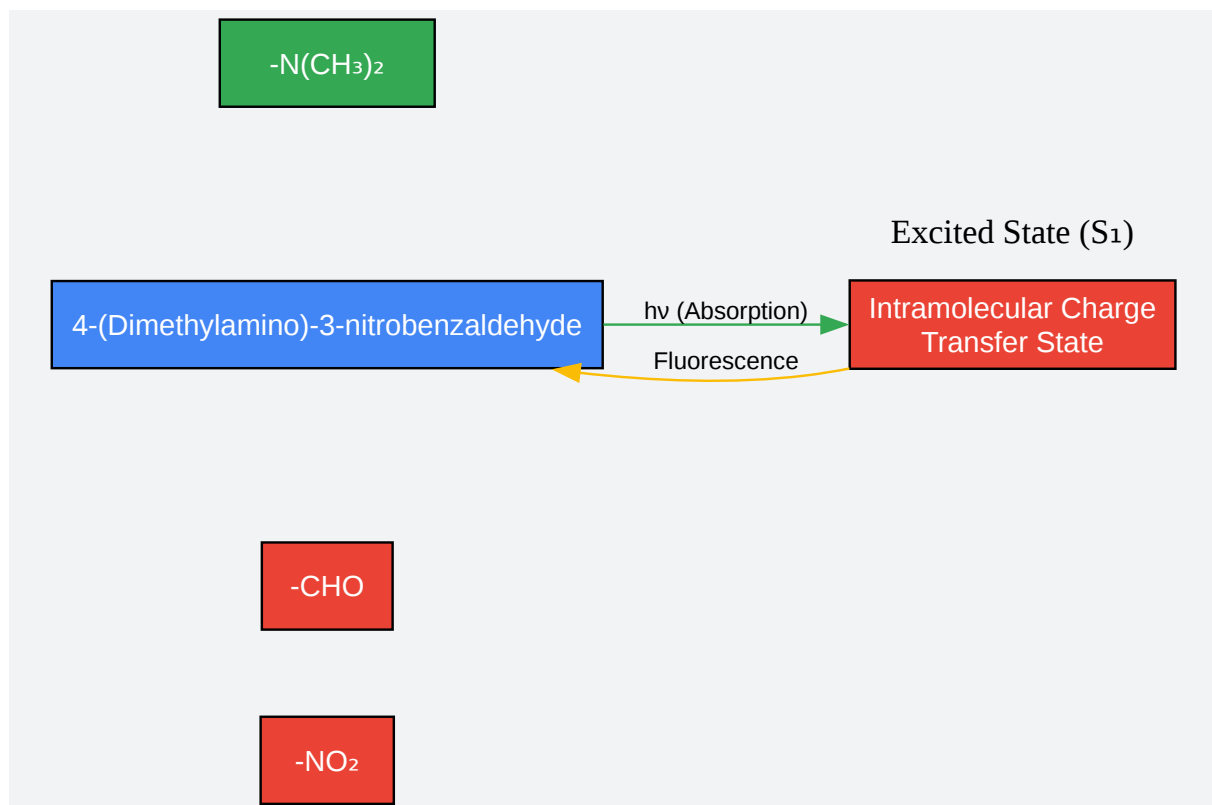 -N(CH₃)₂
Excited State (S₁)
4-(Dimethylamino)-3-nitrobenzaldehyde
hν (Absorption)
Fluorescence
Intramolecular Charge
Transfer State
-CHO
-NO₂